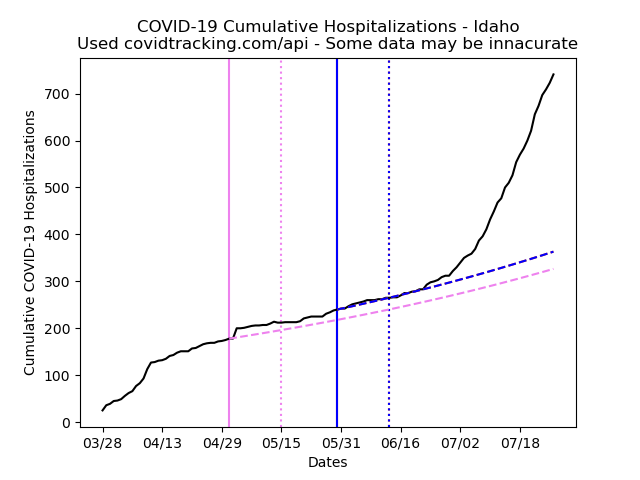 COVID-19 Cumulative Hospitalizations - Idaho
Used covidtracking.com/api - Some data may be innacurate
Cumulative COVID-19 Hospitalizations
700
600
500
400
300
200
100
0
03/28 04/13 04/29 05/15 05/31 06/16 07/02 07/18
Dates